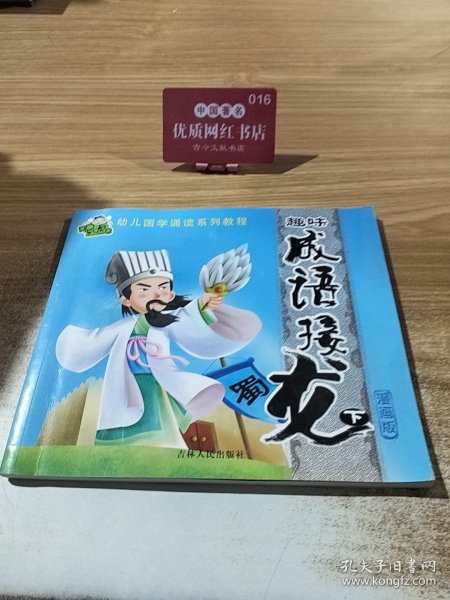 016
中国著名
优质网红书店
古今文琺书店
幼儿国学诵读系列教程
趣味
成语接龙
下
漫画版
蜀
吉林人民出版社
孔夫子旧书网
www.kongfz.com